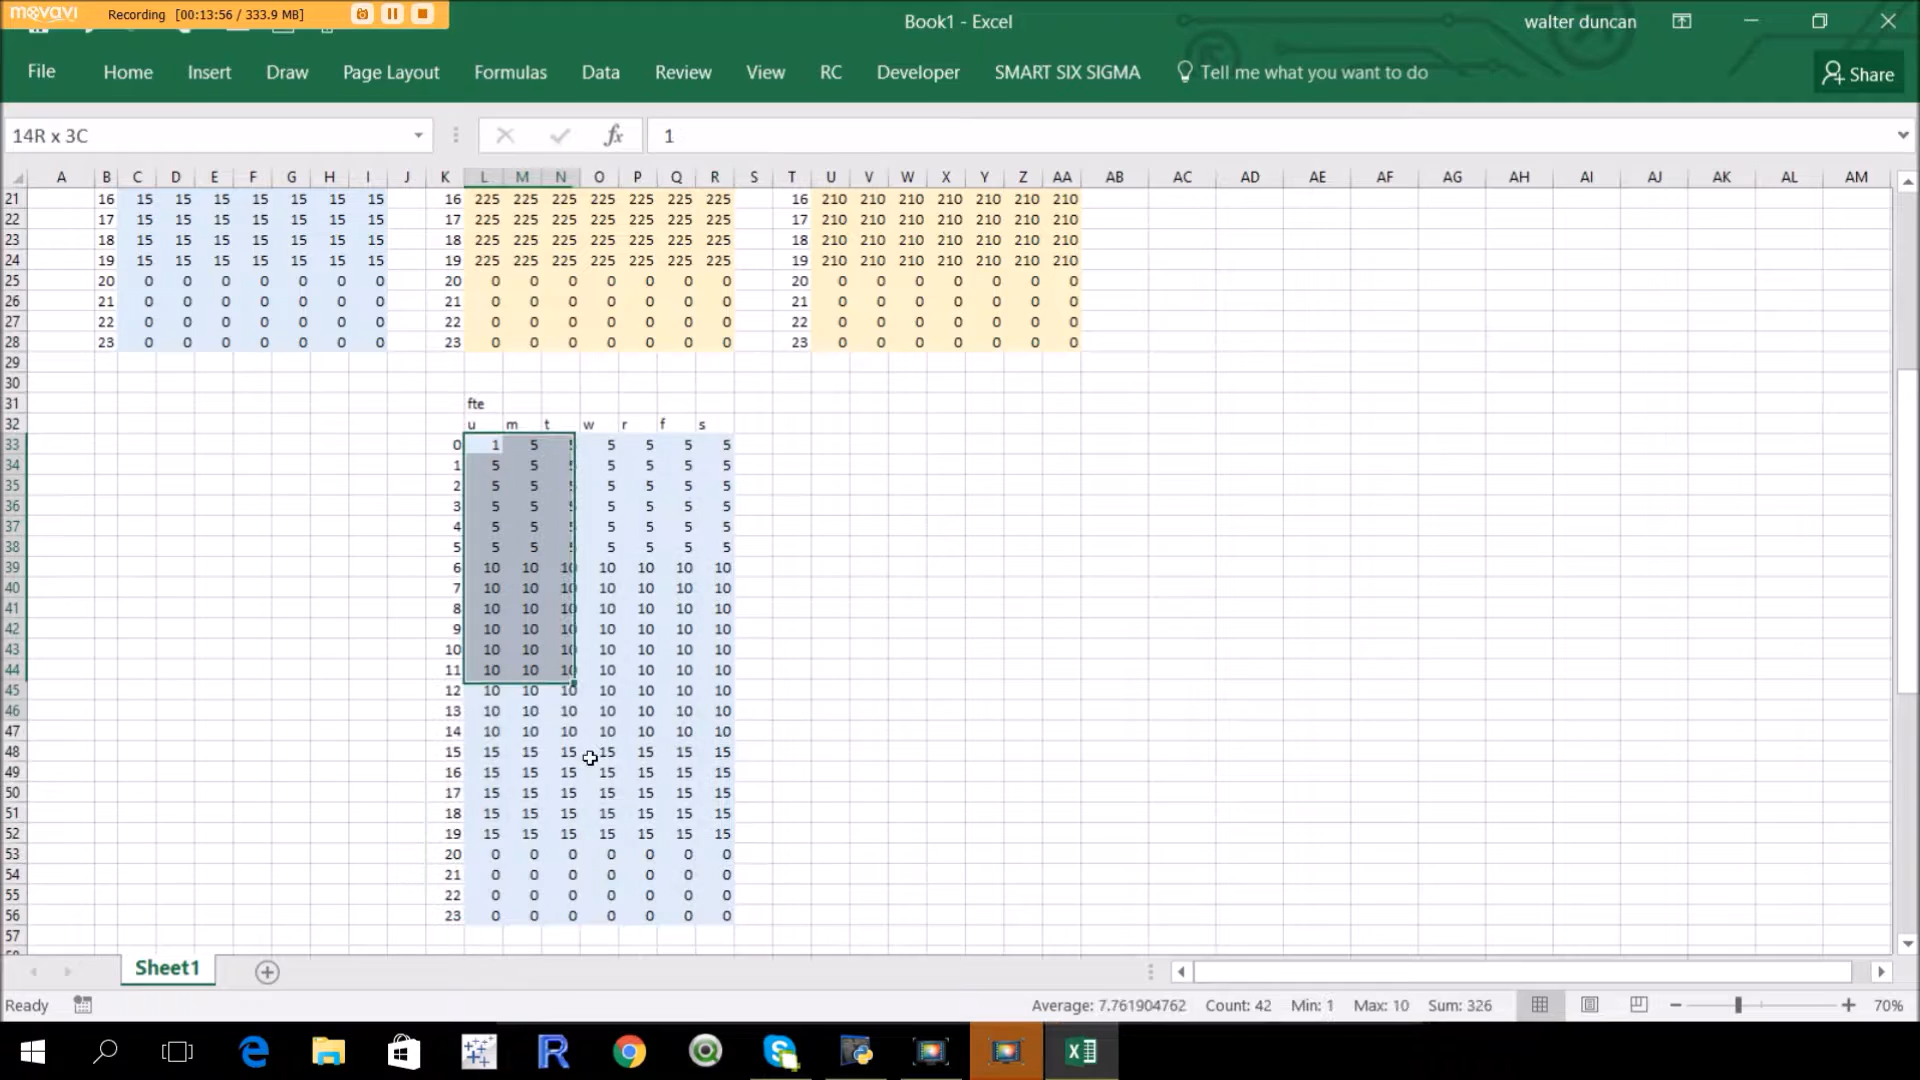 movavi Recording [00:13:56 / 333.9 MB]
Book1 - Excel
walter duncan
File Home Insert Draw Page Layout Formulas Data Review View RC Developer SMART SIX SIGMA Tell me what you want to do Share
14R x 3C fx 1
A B C D E F G H I J K L M N O P Q R S T U V W X Y Z AA AB AC AD AE AF AG AH AI AJ AK AL AM
21 16 15 15 15 15 15 15 15 16 225 225 225 225 225 225 225 16 210 210 210 210 210 210 210
22 17 15 15 15 15 15 15 15 17 225 225 225 225 225 225 225 17 210 210 210 210 210 210 210
23 18 15 15 15 15 15 15 15 18 225 225 225 225 225 225 225 18 210 210 210 210 210 210 210
24 19 15 15 15 15 15 15 15 19 225 225 225 225 225 225 225 19 210 210 210 210 210 210 210
25 20 0 0 0 0 0 0 0 20 0 0 0 0 0 0 0 20 0 0 0 0 0 0 0
26 21 0 0 0 0 0 0 0 21 0 0 0 0 0 0 0 21 0 0 0 0 0 0 0
27 22 0 0 0 0 0 0 0 22 0 0 0 0 0 0 0 22 0 0 0 0 0 0 0
28 23 0 0 0 0 0 0 0 23 0 0 0 0 0 0 0 23 0 0 0 0 0 0 0
29
30
31 fte
32 u m t w r f s
33 0 1 5 5 5 5 5
34 1 5 5 5 5 5 5
35 2 5 5 5 5 5 5
36 3 5 5 5 5 5 5
37 4 5 5 5 5 5 5
38 5 5 5 5 5 5 5
39 6 10 10 10 10 10 10 10
40 7 10 10 10 10 10 10 10
41 8 10 10 10 10 10 10 10
42 9 10 10 10 10 10 10 10
43 10 10 10 10 10 10 10 10
44 11 10 10 10 10 10 10 10
45 12 10 10 10 10 10 10 10
46 13 10 10 10 10 10 10 10
47 14 10 10 10 10 10 10 10
48 15 15 15 15 15 15 15 15
49 16 15 15 15 15 15 15 15
50 17 15 15 15 15 15 15 15
51 18 15 15 15 15 15 15 15
52 19 15 15 15 15 15 15 15
53 20 0 0 0 0 0 0 0
54 21 0 0 0 0 0 0 0
55 22 0 0 0 0 0 0 0
56 23 0 0 0 0 0 0 0
57
Sheet1
Ready Average: 7.761904762 Count: 42 Min: 1 Max: 10 Sum: 326 70%